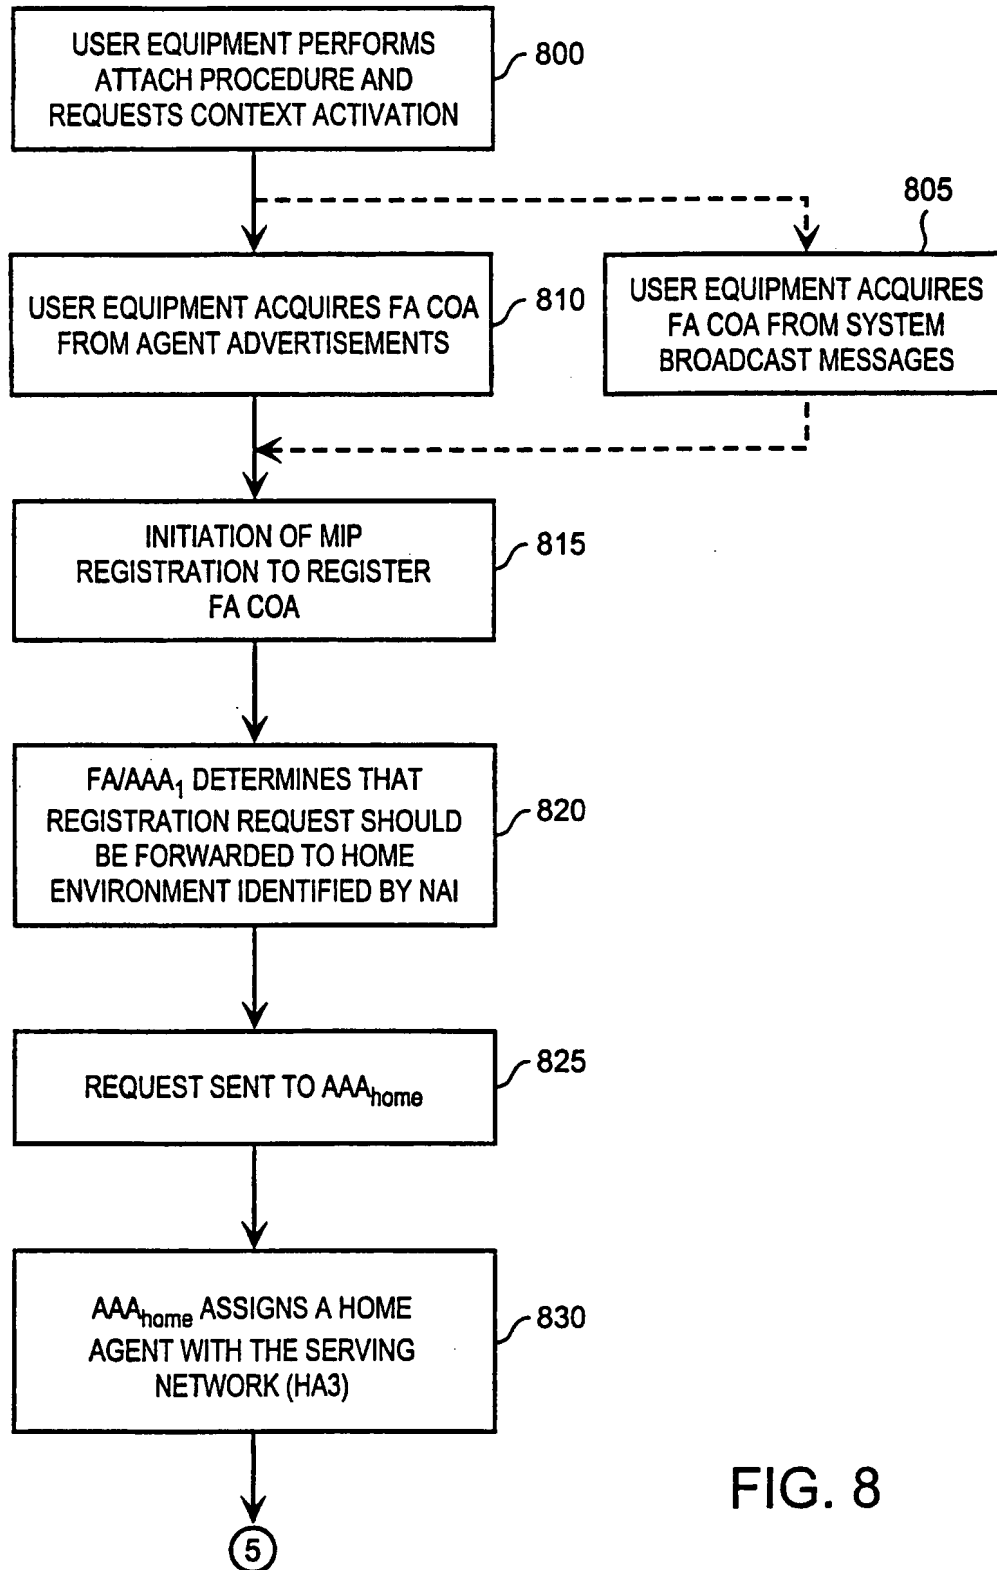 USER EQUIPMENT PERFORMS
ATTACH PROCEDURE AND
REQUESTS CONTEXT ACTIVATION
800
805
USER EQUIPMENT ACQUIRES FA COA
FROM AGENT ADVERTISEMENTS
810
USER EQUIPMENT ACQUIRES
FA COA FROM SYSTEM
BROADCAST MESSAGES
INITIATION OF MIP
REGISTRATION TO REGISTER
FA COA
815
FA/AAA1 DETERMINES THAT
REGISTRATION REQUEST SHOULD
BE FORWARDED TO HOME
ENVIRONMENT IDENTIFIED BY NAI
820
REQUEST SENT TO AAAhome
825
AAAhome ASSIGNS A HOME
AGENT WITH THE SERVING
NETWORK (HA3)
830
FIG. 8
5